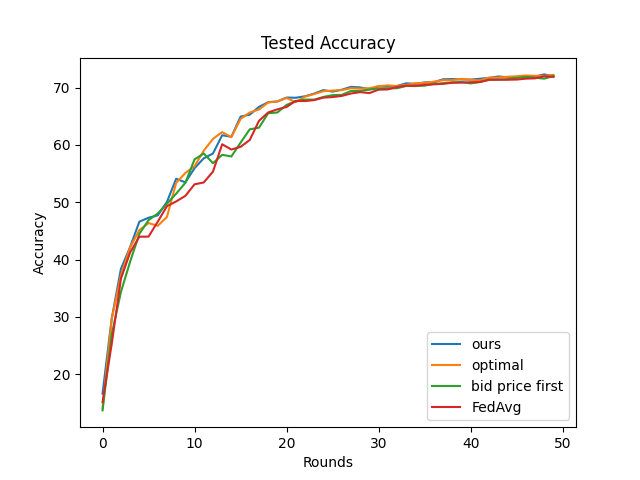 Tested Accuracy
Accuracy
70
60
50
40
30
20
0 10 20 30 40 50
Rounds
ours
optimal
bid price first
FedAvg